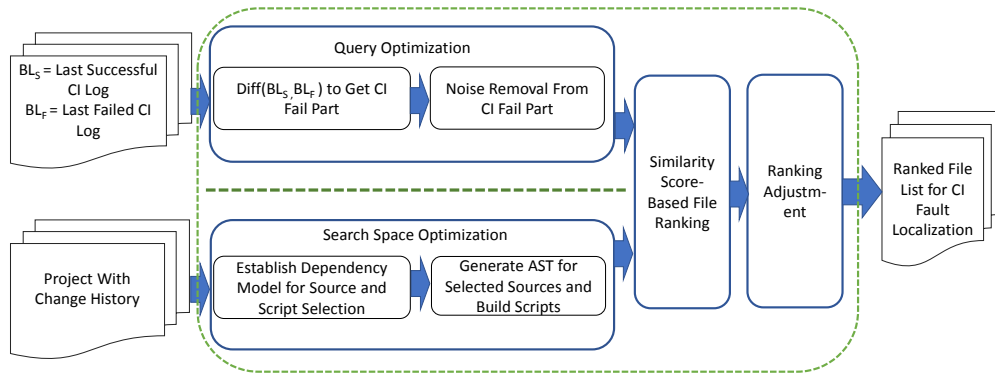 BLS = Last Successful
CI Log
BLF = Last Failed CI
Log
Query Optimization
Diff(BLS,BLF) to Get CI
Fail Part
Noise Removal From
CI Fail Part
Project With
Change History
Search Space Optimization
Establish Dependency
Model for Source and
Script Selection
Generate AST for
Selected Sources and
Build Scripts
Similarity
Score-
Based File
Ranking
Ranking
Adjustm-
ent
Ranked File
List for CI
Fault
Localization